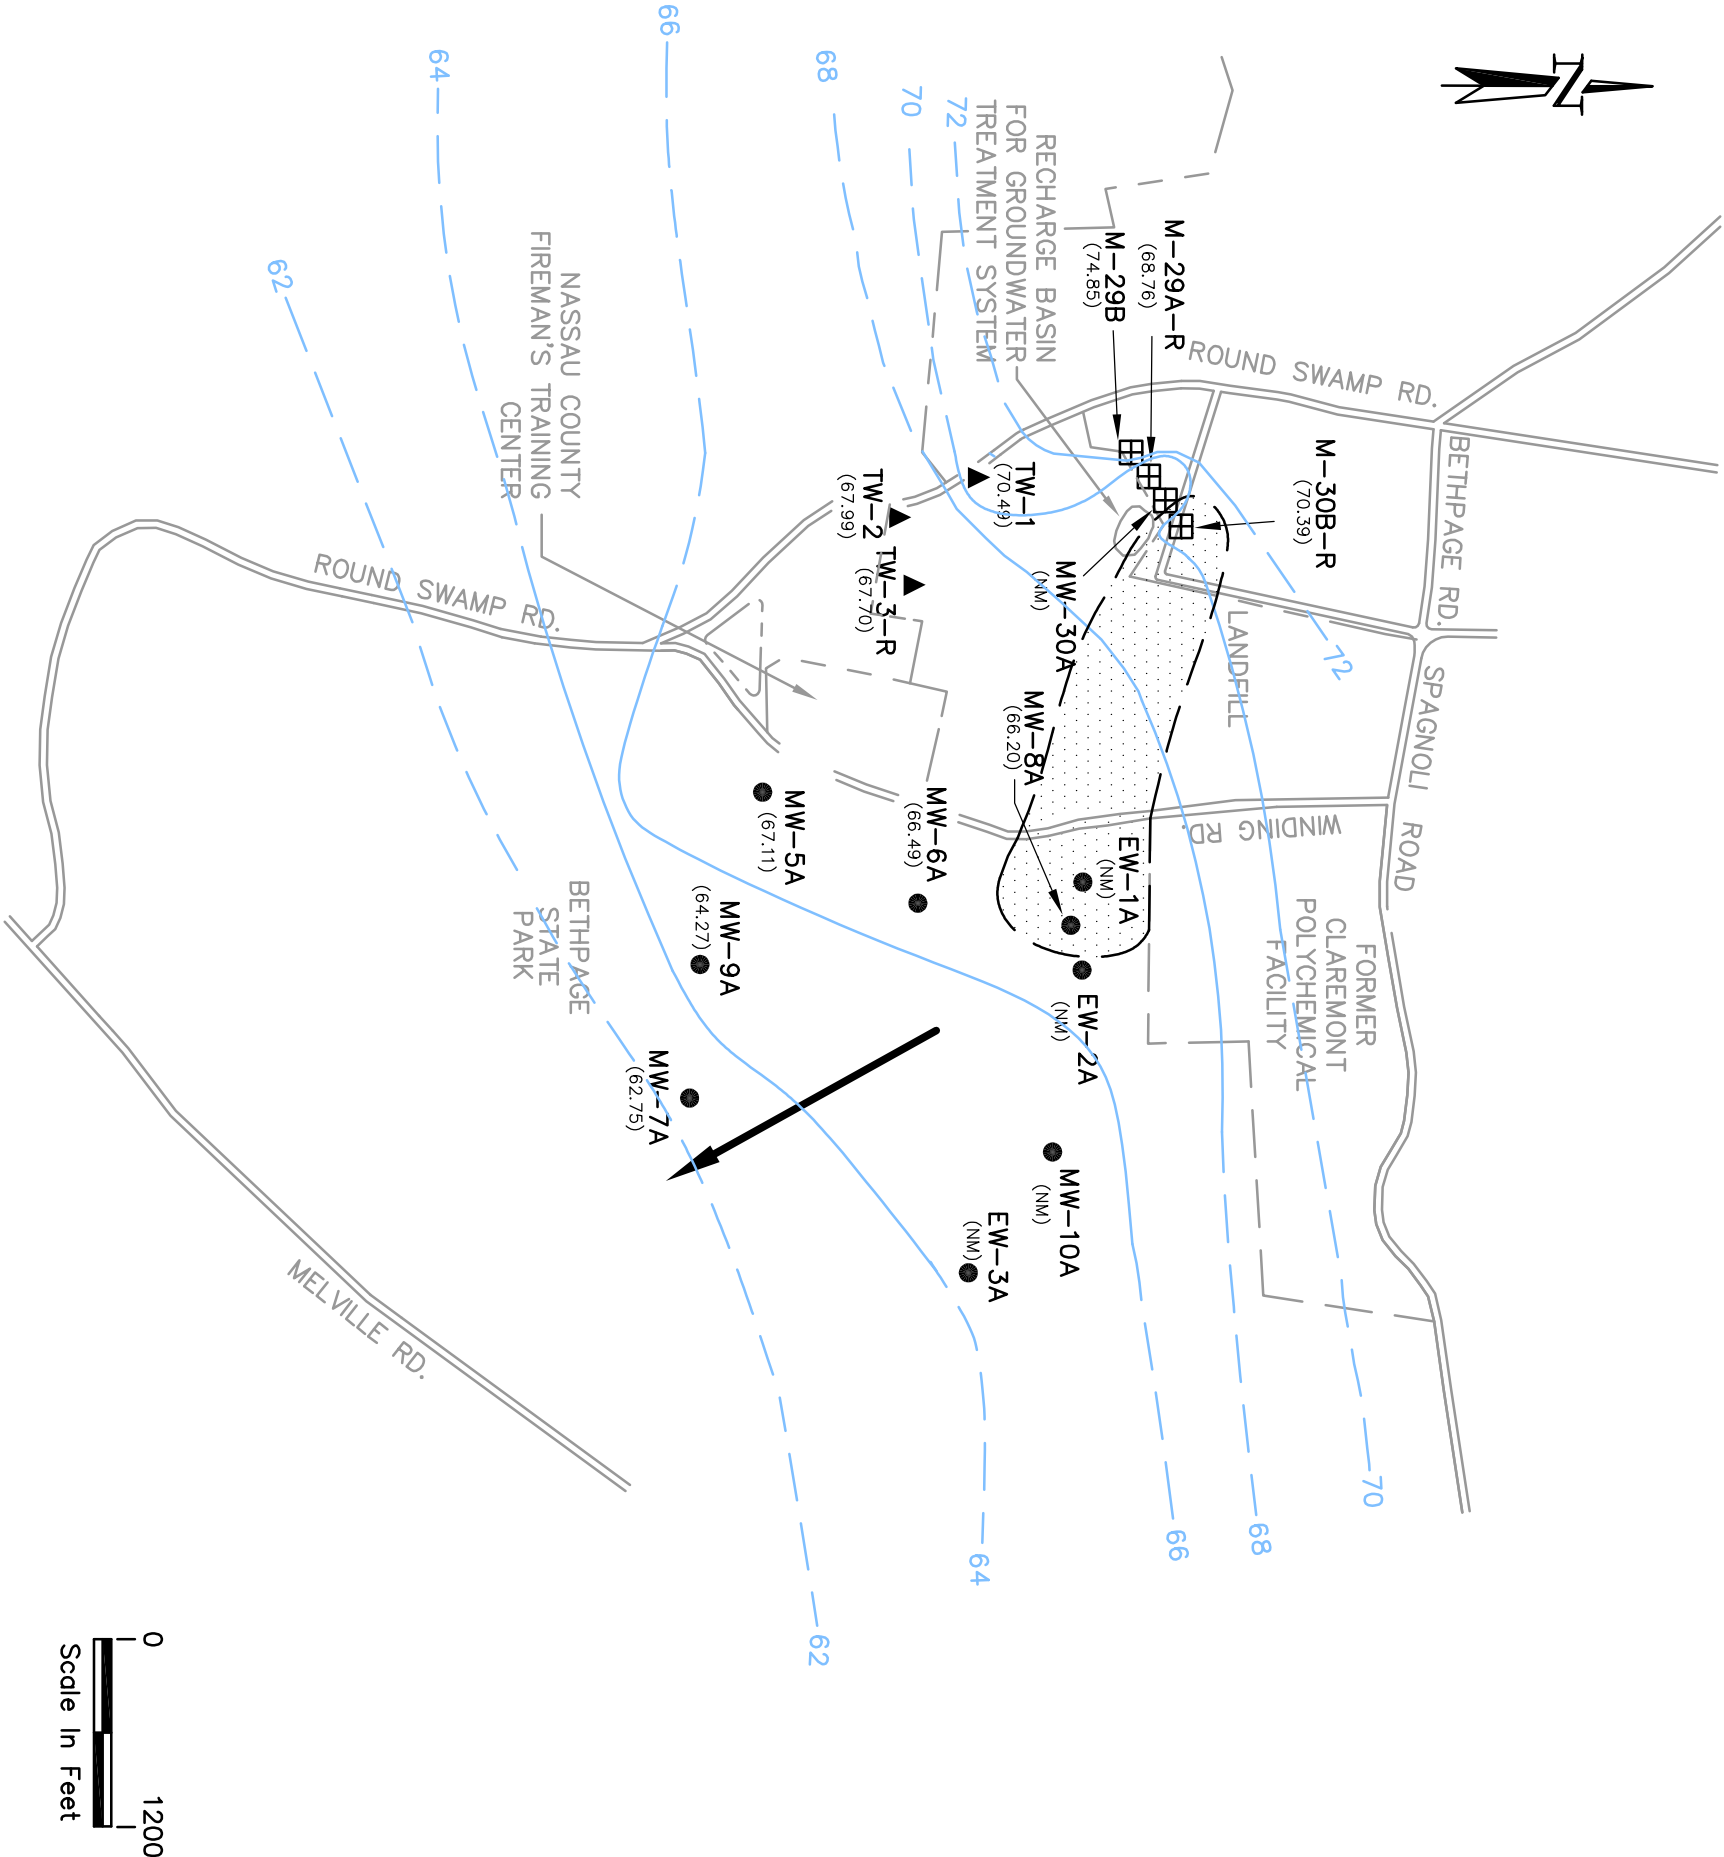 N
66
64
68
70
72
62
RECHARGE BASIN
FOR GROUNDWATER
TREATMENT SYSTEM
M-29A-R
(68.76)
M-29B
(74.85)
ROUND SWAMP RD.
BETHPAGE RD.
M-30B-R
(70.39)
NASSAU COUNTY
FIREMAN'S TRAINING
CENTER
TW-1
(70.49)
TW-2
(67.99)
TW-3-R
(67.70)
MW-30A
(NM)
LANDFILL
72
SPAGNOLI ROAD
ROUND SWAMP RD.
MW-8A
(66.20)
MW-5A
(67.11)
MW-6A
(66.49)
EW-1A
(NM)
WINDING RD.
FORMER
CLAREMONT
POLYCHEMICAL
FACILITY
BETHPAGE
STATE
PARK
MW-9A
(64.27)
EW-2A
(NM)
MW-7A
(62.75)
MW-10A
(NM)
EW-3A
(NM)
MELVILLE RD.
70
68
66
64
62
0
1200
Scale In Feet